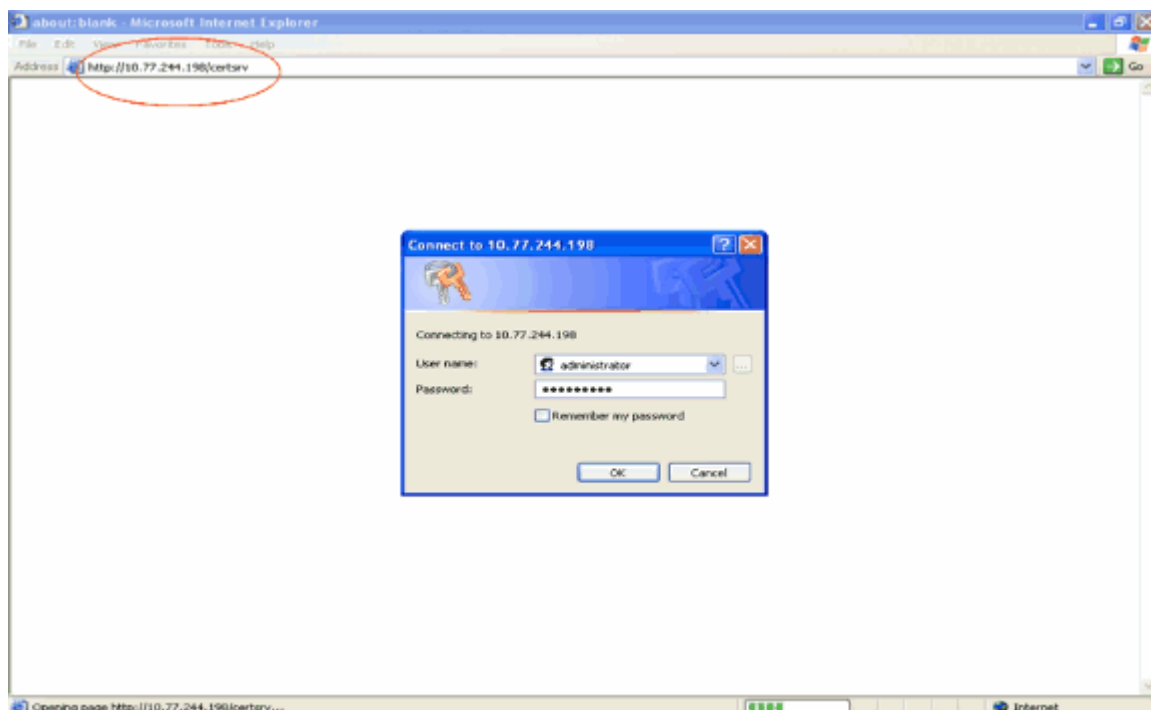 about:blank - Microsoft Internet Explorer
File Edit View Favorites Tools Help
Address http://10.77.244.198/certsrv Go
Connect to 10.77.244.198
Connecting to 10.77.244.198
User name: administrator
Password: •••••••••
Remember my password
OK Cancel
Opening page http://10.77.244.198/certsrv... Internet